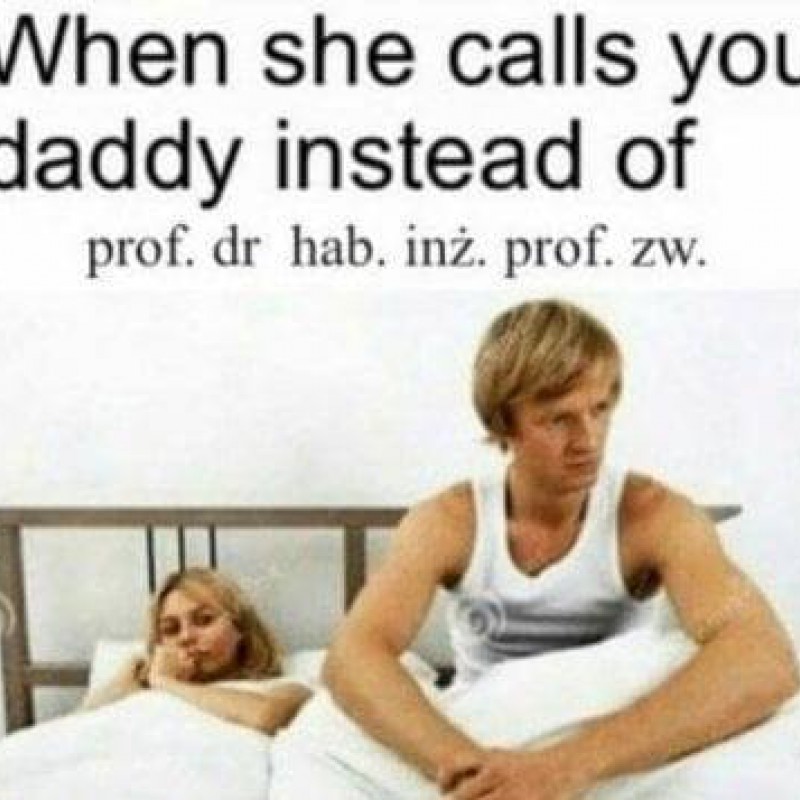 When she calls you
daddy instead of
prof. dr hab. inż. prof. zw.